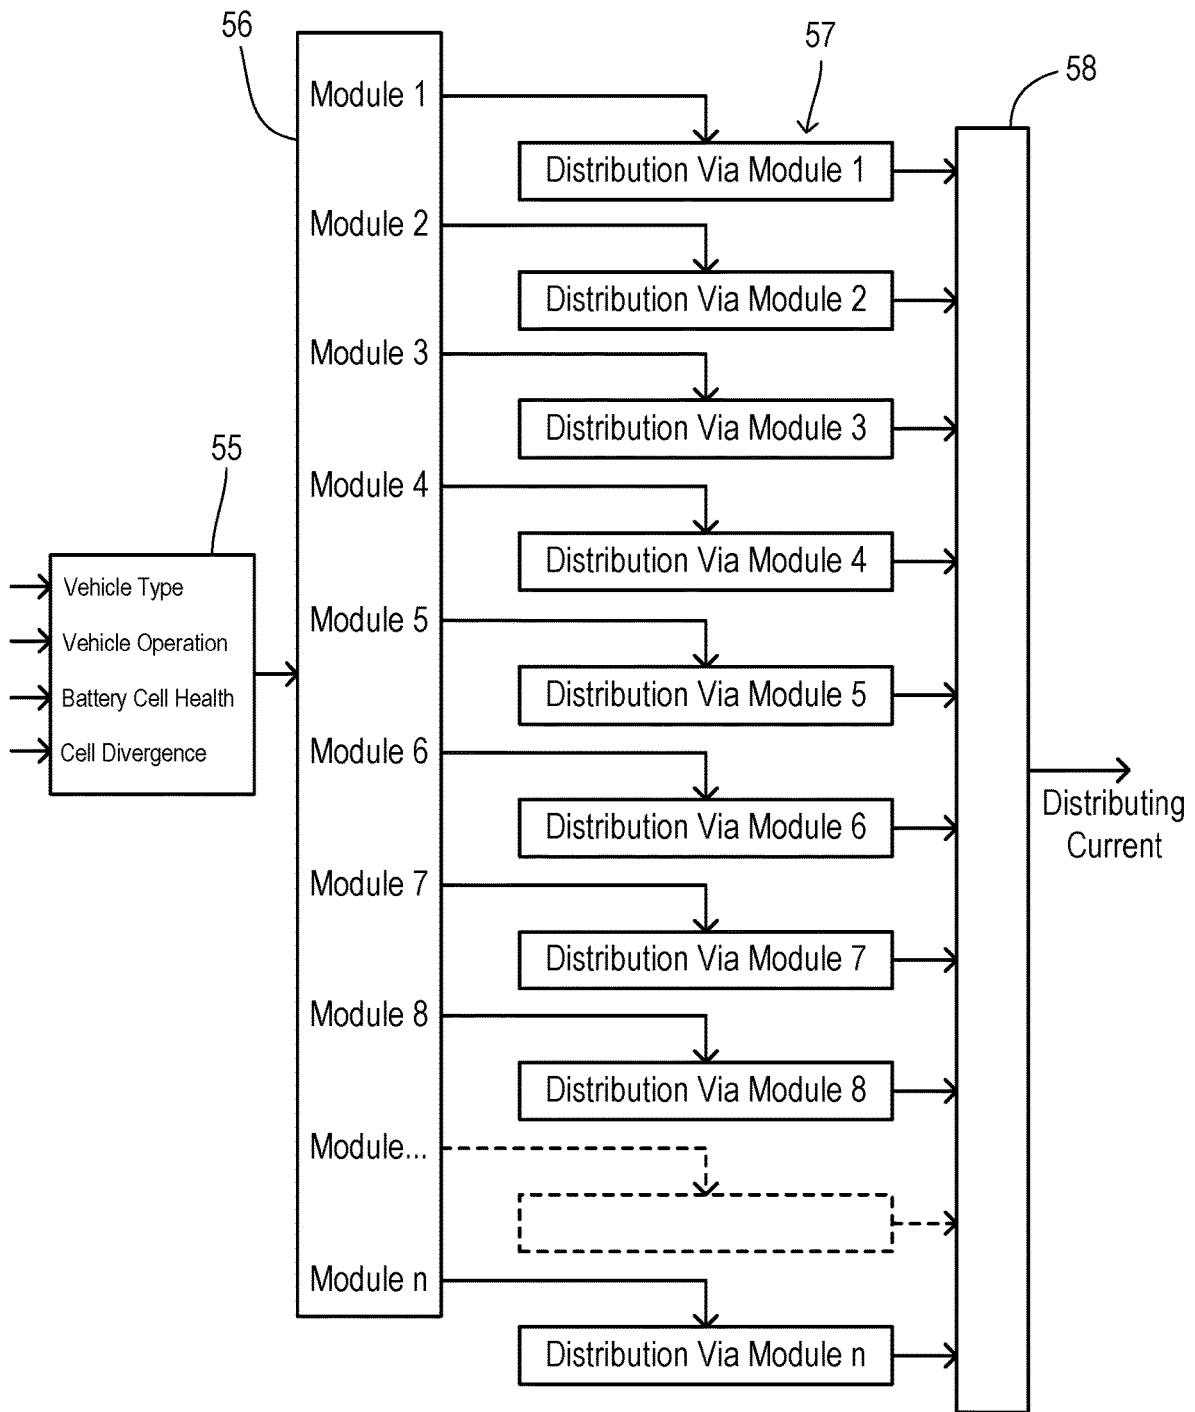 56
57
58
Module 1
Distribution Via Module 1
Module 2
Distribution Via Module 2
Module 3
Distribution Via Module 3
55
Module 4
Distribution Via Module 4
Vehicle Type
Vehicle Operation
Battery Cell Health
Cell Divergence
Module 5
Distribution Via Module 5
Module 6
Distribution Via Module 6
Distributing
Current
Module 7
Distribution Via Module 7
Module 8
Distribution Via Module 8
Module...
Module n
Distribution Via Module n